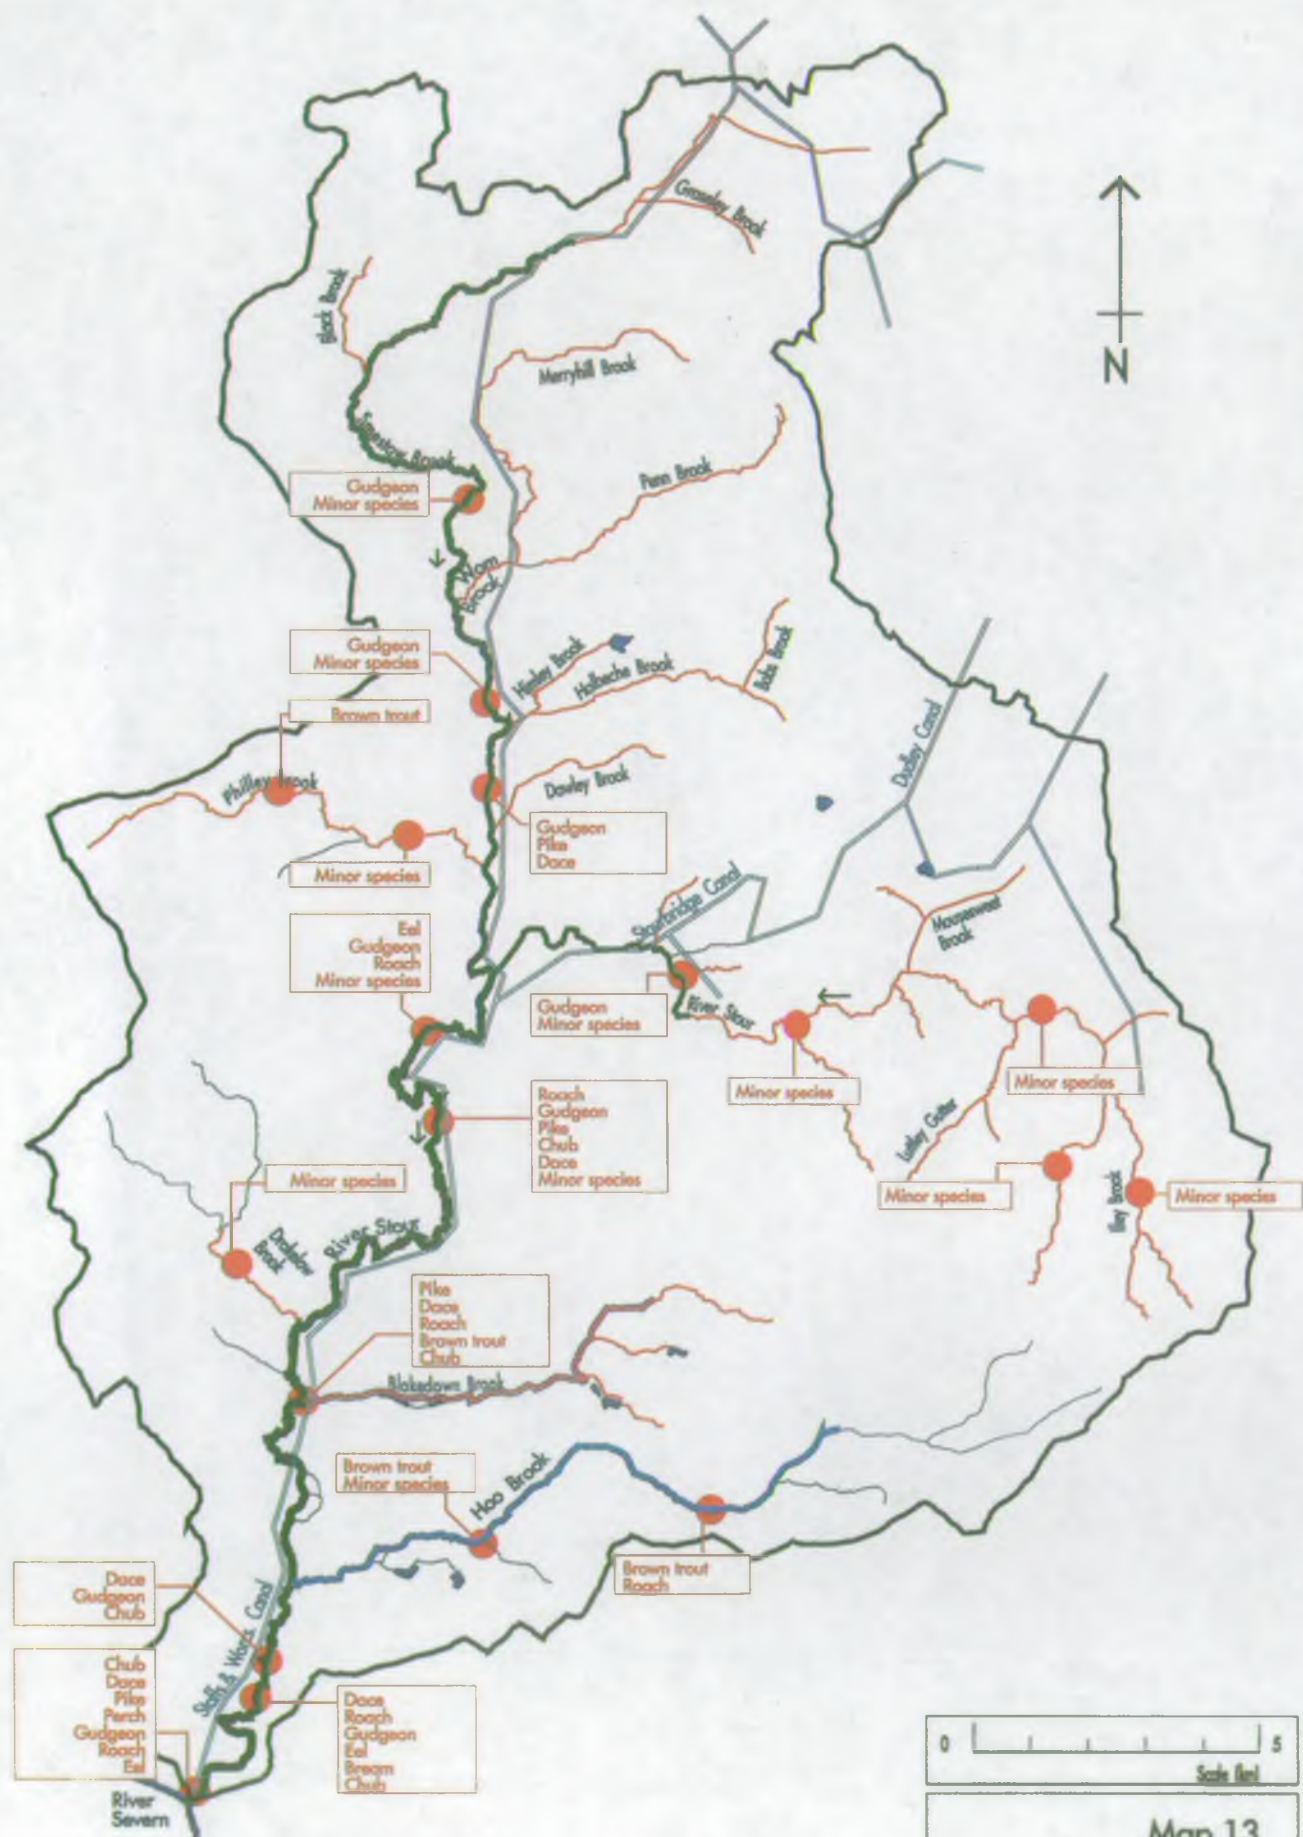 Graseley Brook
N
Black Brook
Merryhill Brook
Smestow Brook
Penn Brook
Gudgeon
Minor species
Wom
Brook
Gudgeon
Minor species
Himley Brook
Holbeche Brook
Bobs Brook
Brown trout
Philley Brook
Dawley Brook
Dudley Canal
Gudgeon
Pike
Dace
Minor species
Stourbridge Canal
Mousesweet
Brook
Eel
Gudgeon
Roach
Minor species
Gudgeon
Minor species
River Stour
Minor species
Minor species
Roach
Gudgeon
Pike
Chub
Dace
Minor species
Lutley Gutter
Minor species
Illey Brook
Minor species
Minor species
Drakelow
Brook
River Stour
Pike
Dace
Roach
Brown trout
Chub
Blakedown Brook
Brown trout
Minor species
Hoo Brook
Brown trout
Roach
Dace
Gudgeon
Chub
Staffs & Worcs Canal
Chub
Dace
Pike
Perch
Gudgeon
Roach
Eel
Dace
Roach
Gudgeon
Eel
Bream
Chub
River
Severn
0 5
Scale (km)
Map 13